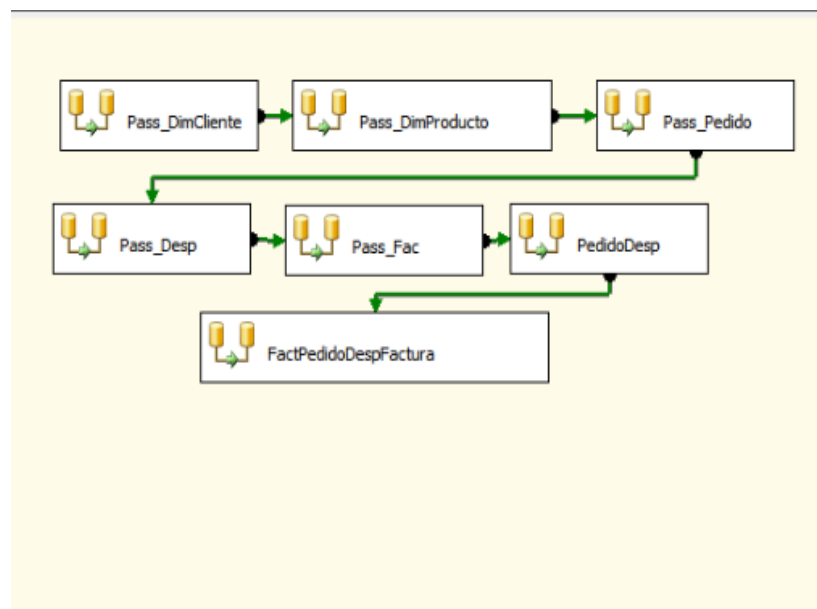 Pass_DimCliente
Pass_DimProducto
Pass_Pedido
Pass_Desp
Pass_Fac
PedidoDesp
FactPedidoDespFactura